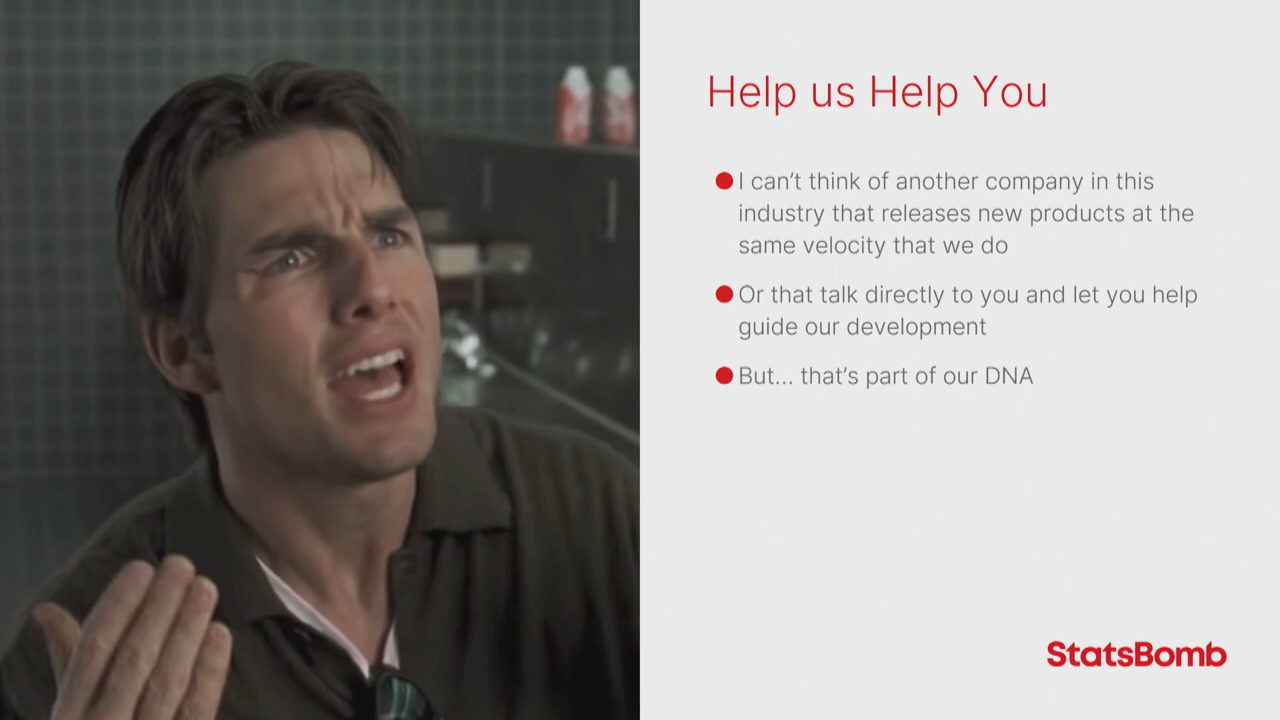 Help us Help You
I can't think of another company in this
industry that releases new products at the
same velocity that we do
Or that talk directly to you and let you help
guide our development
But... that's part of our DNA
StatsBomb